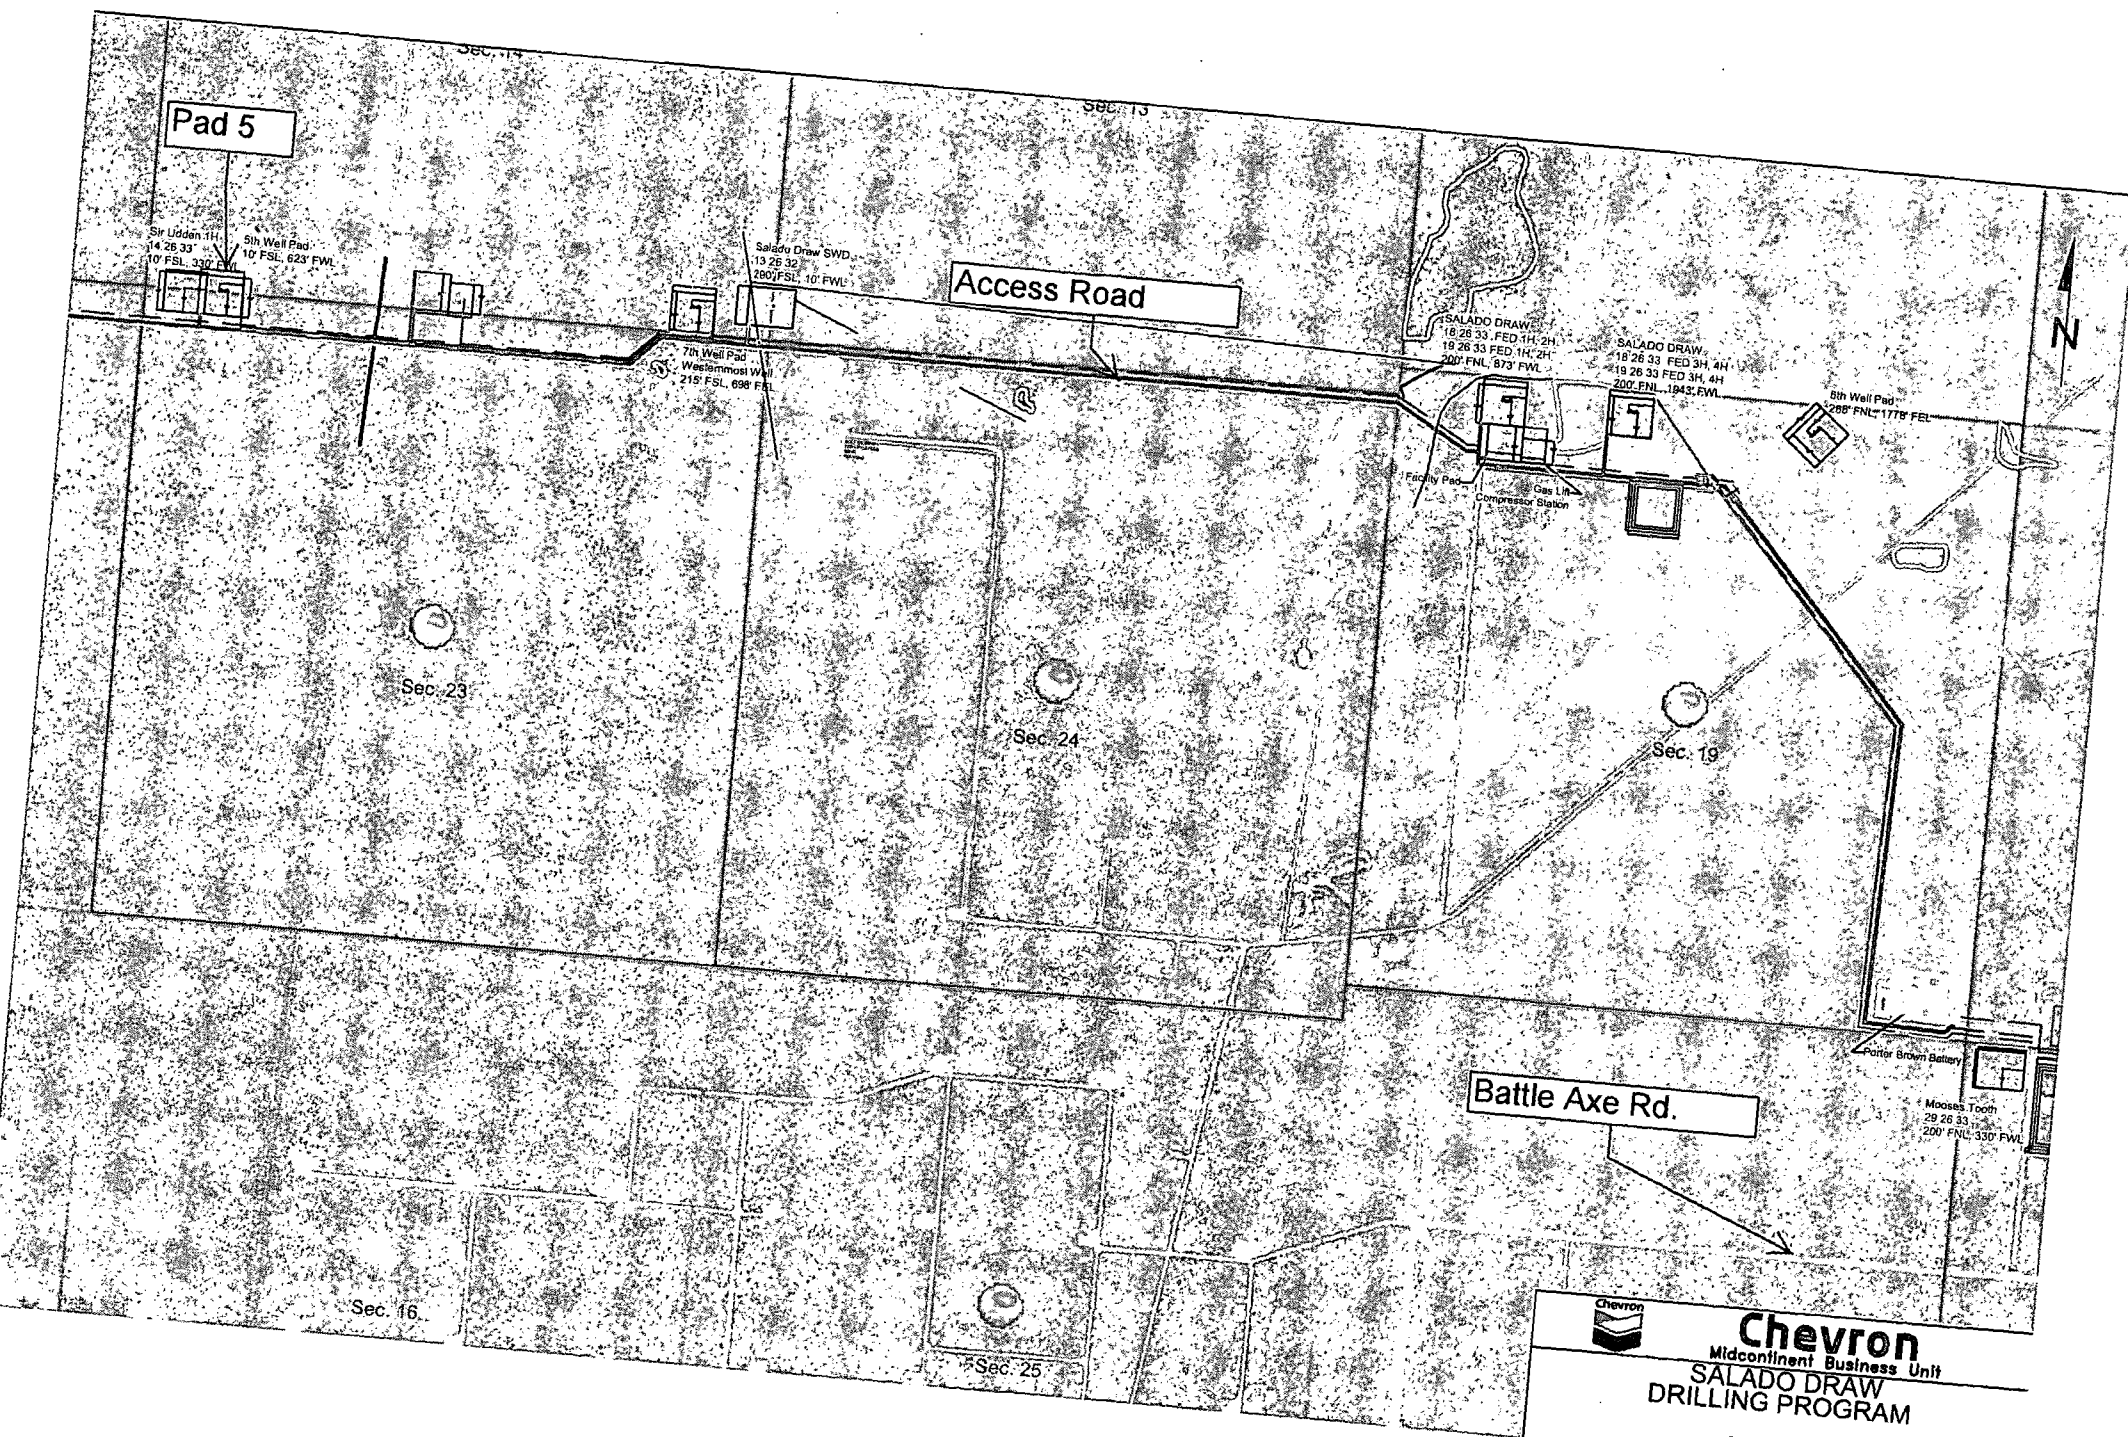 Sec. 14
Sec. 13
Pad 5
Sir Udden 1H
14 26 33
10' FSL, 330' FWL
5th Well Pad
10' FSL, 623' FWL
Salado Draw SWD
13 26 32
290' FSL, 10' FWL
Access Road
7th Well Pad
Westernmost Well
215' FSL, 698' FEL
SALADO DRAW
18 26 33 FED 1H, 2H
19 26 33 FED 1H, 2H
200' FNL, 873' FWL
SALADO DRAW
18 26 33 FED 3H, 4H
19 26 33 FED 3H, 4H
200' FNL, 1943' FWL
8th Well Pad
288' FNL, 1778' FEL
N
Facility Pad
Gas Lift
Compressor Station
Sec. 23
Sec. 24
Sec. 19
Porter Brown Battery
Mooses Tooth
29 26 33
200' FNL, 330' FWL
Battle Axe Rd.
Sec. 16
Sec. 25
Chevron
Chevron
Midcontinent Business Unit
SALADO DRAW
DRILLING PROGRAM